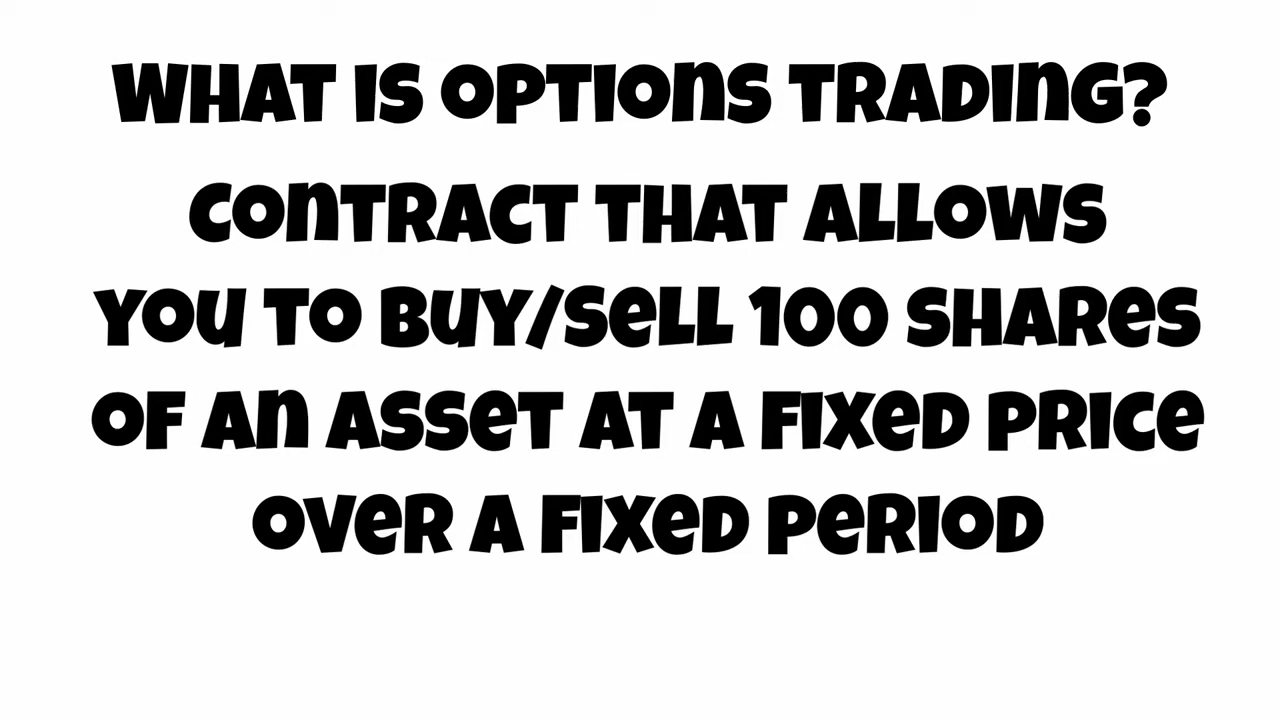 WHAT IS OPTIONS TRADING?
CONTRACT THAT ALLOWS
YOU TO BUY/SELL 100 SHARES
OF AN ASSET AT A FIXED PRICE
OVER A FIXED PERIOD